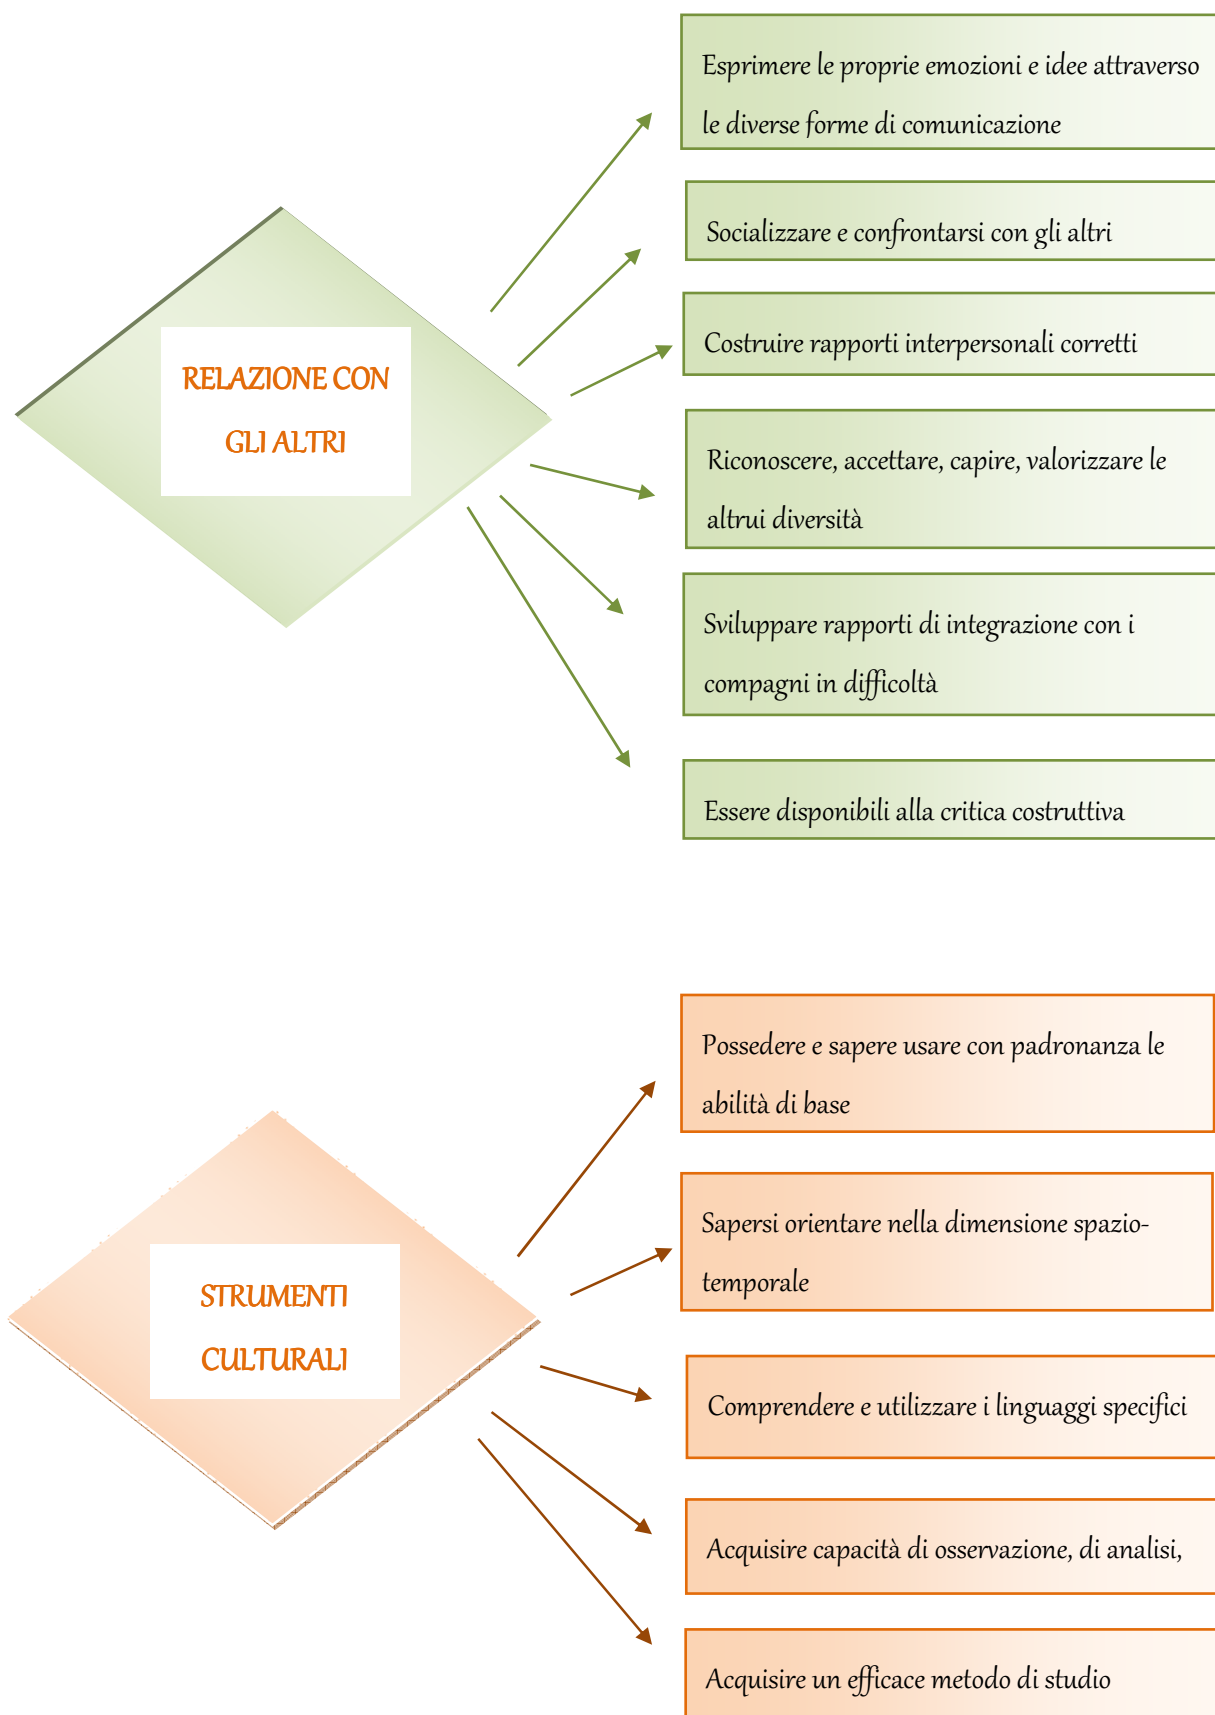 Esprimere le proprie emozioni e idee attraverso
le diverse forme di comunicazione
Socializzare e confrontarsi con gli altri
RELAZIONE CON
GLI ALTRI
Costruire rapporti interpersonali corretti
Riconoscere, accettare, capire, valorizzare le
altrui diversità
Sviluppare rapporti di integrazione con i
compagni in difficoltà
Essere disponibili alla critica costruttiva
Possedere e sapere usare con padronanza le
abilità di base
Sapersi orientare nella dimensione spazio-
temporale
STRUMENTI
CULTURALI
Comprendere e utilizzare i linguaggi specifici
Acquisire capacità di osservazione, di analisi,
Acquisire un efficace metodo di studio